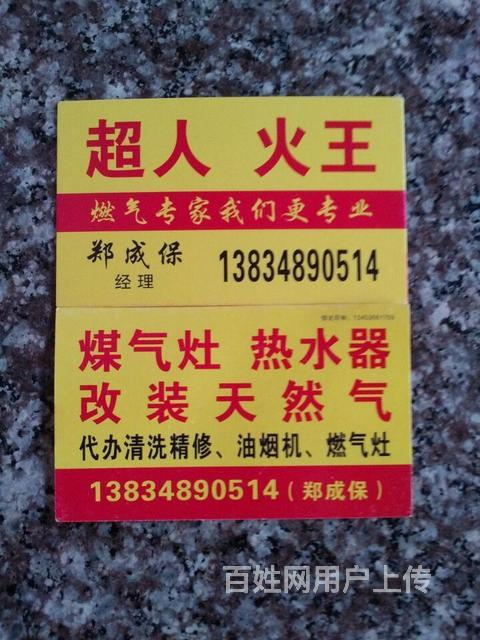 超人 火王
燃气专家我们更专业
郑成保 13834890514
经理
煤气灶 热水器
改装天然气
代办清洗精修、油烟机、燃气灶
13834890514（郑成保）
百姓网用户上传